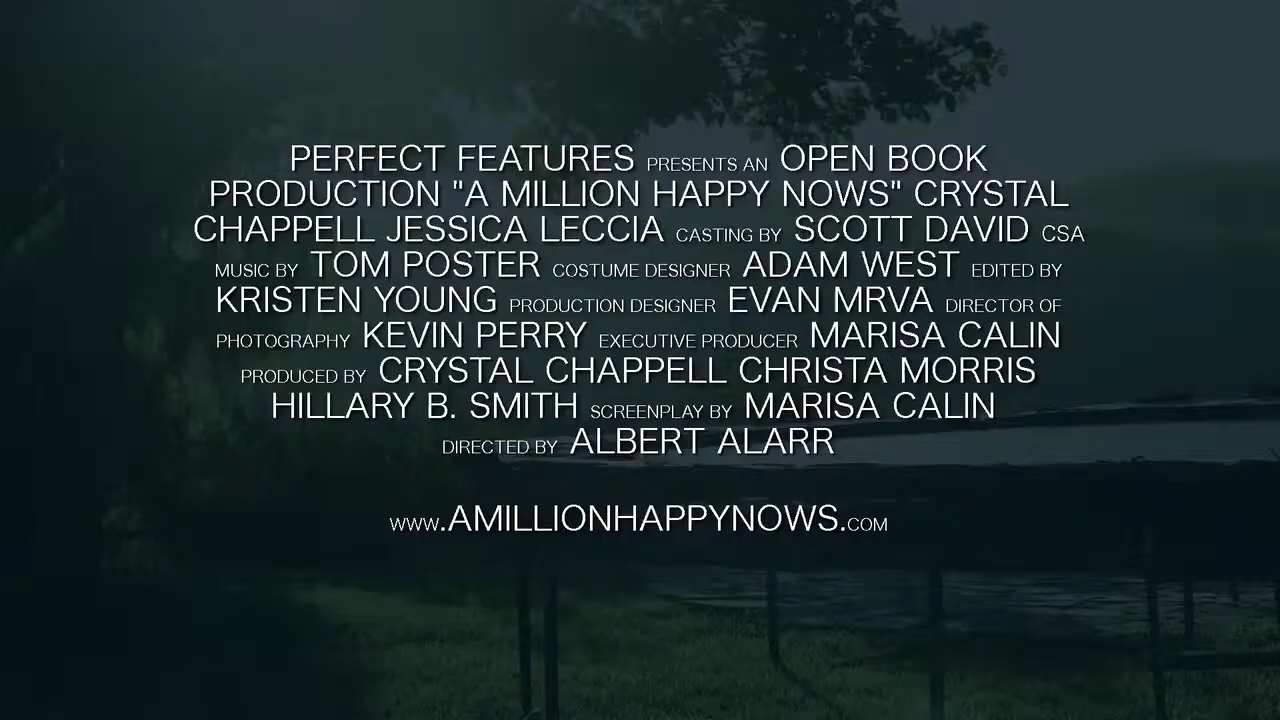 PERFECT FEATURES PRESENTS AN OPEN BOOK
PRODUCTION "A MILLION HAPPY NOWS" CRYSTAL
CHAPPELL JESSICA LECCIA CASTING BY SCOTT DAVID CSA
MUSIC BY TOM POSTER COSTUME DESIGNER ADAM WEST EDITED BY
KRISTEN YOUNG PRODUCTION DESIGNER EVAN MRVA DIRECTOR OF
PHOTOGRAPHY KEVIN PERRY EXECUTIVE PRODUCER MARISA CALIN
PRODUCED BY CRYSTAL CHAPPELL CHRISTA MORRIS
HILLARY B. SMITH SCREENPLAY BY MARISA CALIN
DIRECTED BY ALBERT ALARR
WWW.AMILLIONHAPPYNOWS.COM